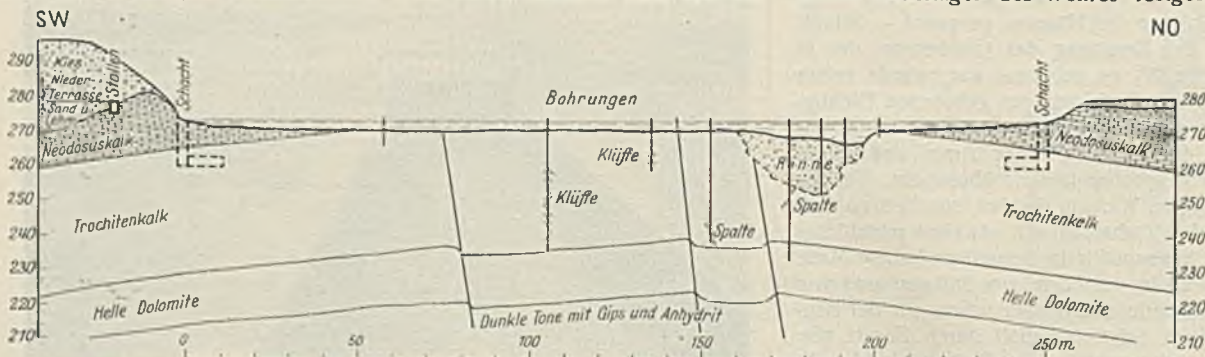 SW
NO
Kies
Nieder
Terrasse
Sand u.
Stollen
Schacht
Neodosuskalk
Bohrungen
Klüfte
Klüfte
Rinne
Spalte
Spalte
Schacht
Neodosuskalk
Trochitenkalk
Trochitenkalk
Helle Dolomite
Helle Dolomite
Dunkle Tone mit Gips und Anhydrit
290
280
270
260
250
240
230
220
210
280
270
260
250
240
230
220
210
0
50
100
150
200
250 m.